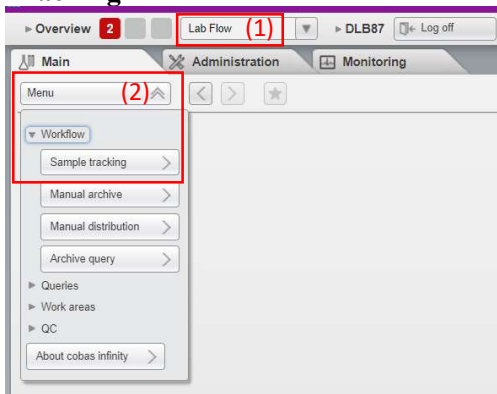 Overview 2 Lab Flow (1) DLB87 Log off
Main Administration Monitoring
Menu (2)
Workflow
Sample tracking
Manual archive
Manual distribution
Archive query
Queries
Work areas
QC
About cobas infinity